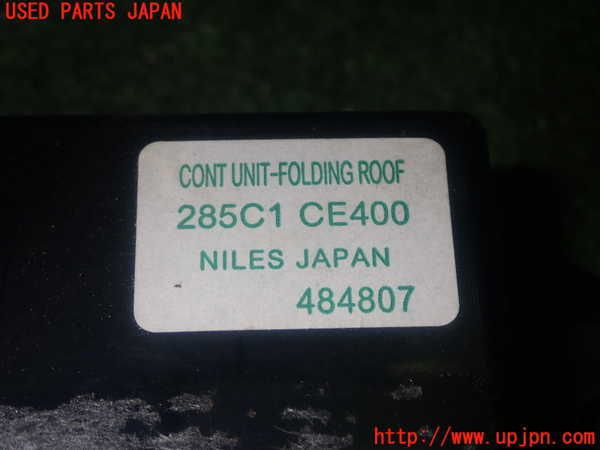 USED PARTS JAPAN
CONT UNIT-FOLDING ROOF
285C1 CE400
NILES JAPAN
484807
http://www.upjpn.com